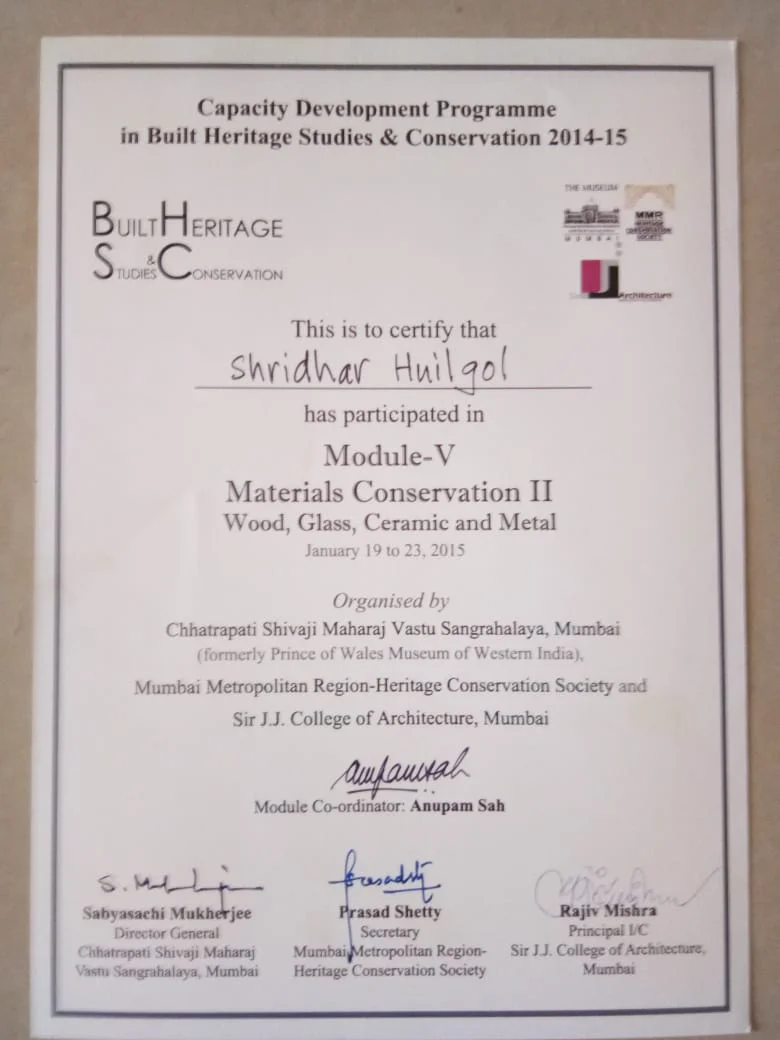 Capacity Development Programme
in Built Heritage Studies & Conservation 2014-15
BUILT HERITAGE
&
STUDIES CONSERVATION
THE MUSEUM
MUMBAI
MMR
HERITAGE
CONSERVATION
SOCIETY
Architecture
This is to certify that
Shridhar Huilgol
has participated in
Module-V
Materials Conservation II
Wood, Glass, Ceramic and Metal
January 19 to 23, 2015
Organised by
Chhatrapati Shivaji Maharaj Vastu Sangrahalaya, Mumbai
(formerly Prince of Wales Museum of Western India),
Mumbai Metropolitan Region-Heritage Conservation Society and
Sir J.J. College of Architecture, Mumbai
anupamsah
Module Co-ordinator: Anupam Sah
Sabyasachi Mukherjee
Director General
Chhatrapati Shivaji Maharaj
Vastu Sangrahalaya, Mumbai
Prasad Shetty
Secretary
Mumbai Metropolitan Region-
Heritage Conservation Society
Rajiv Mishra
Principal I/C
Sir J.J. College of Architecture,
Mumbai